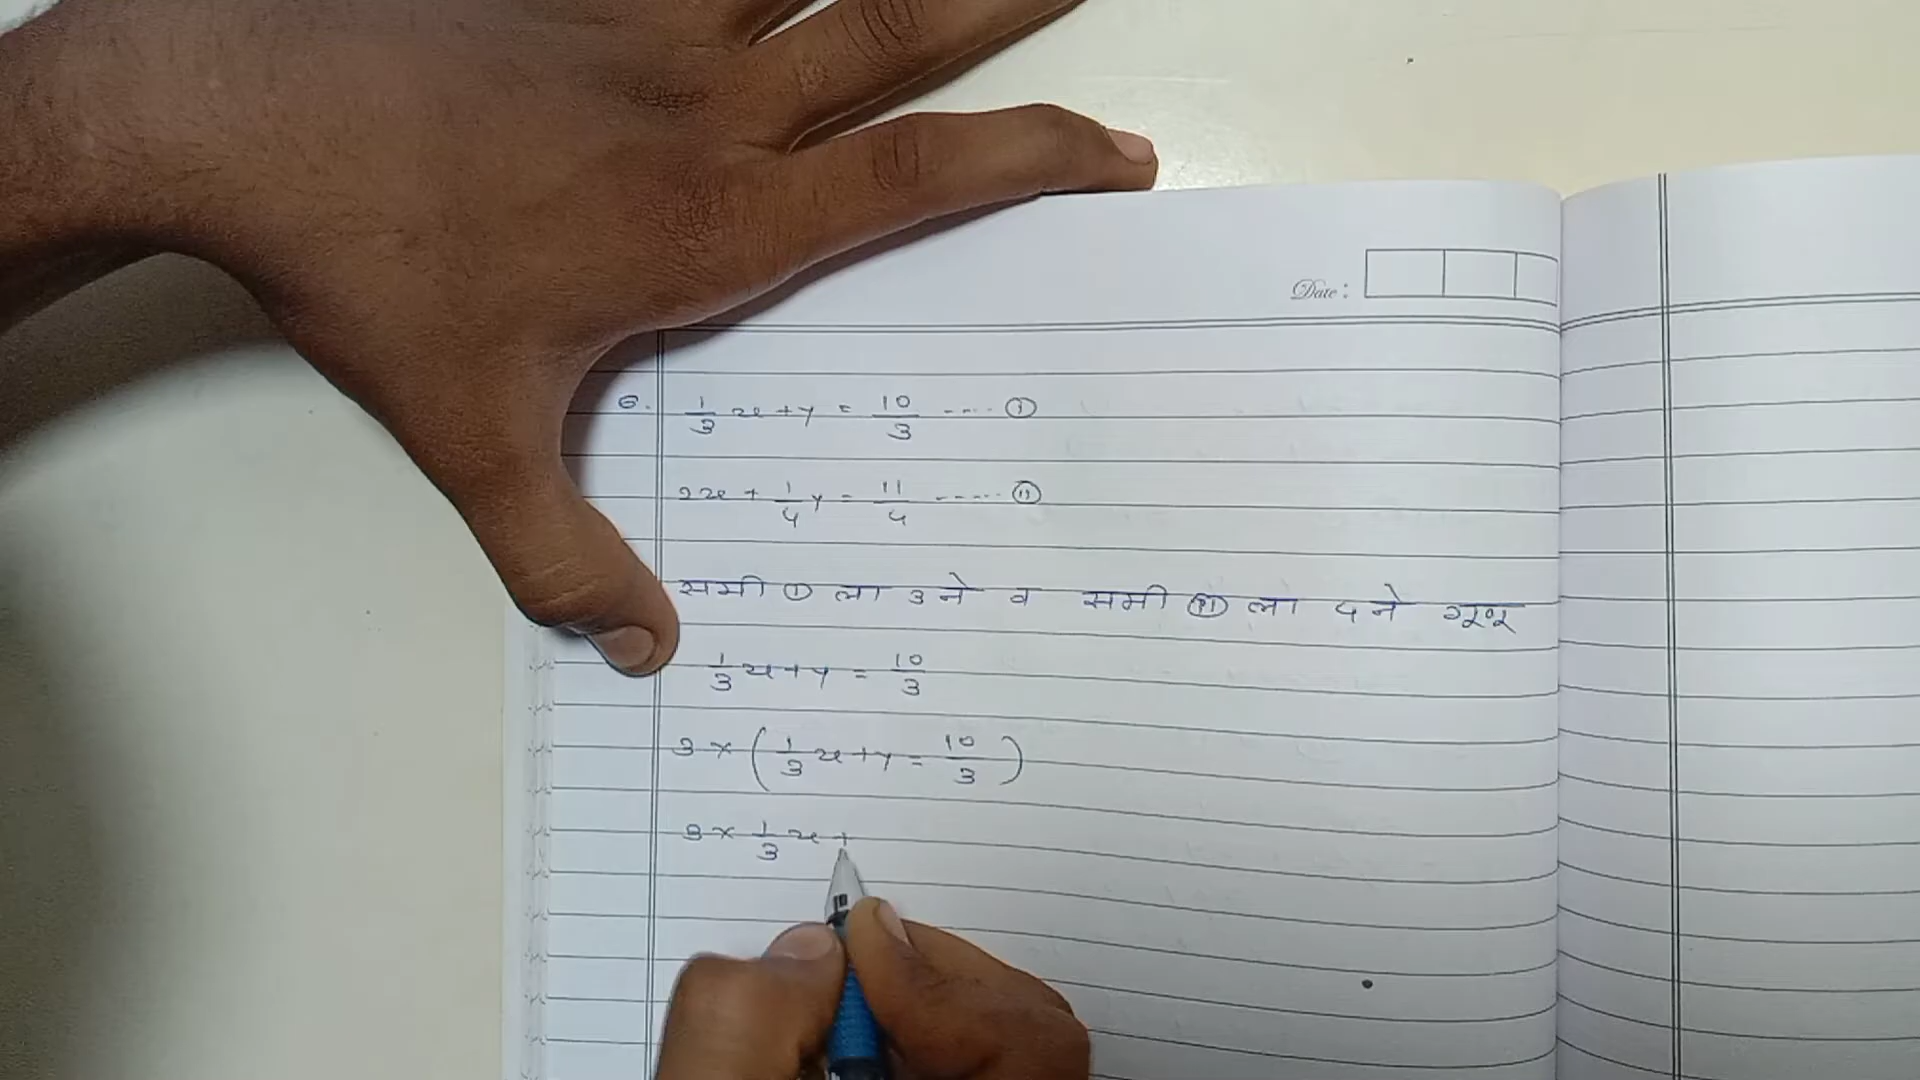 Date :
6. 1/3 x + y = 10/3 ---- (i)
2x + 1/4 y = 11/4 ----- (ii)
समी (i) ला 3 ने व समी (ii) ला 4 ने गुणू
1/3 x + y = 10/3
3 × ( 1/3 x + y = 10/3 )
3 × 1/3 x +